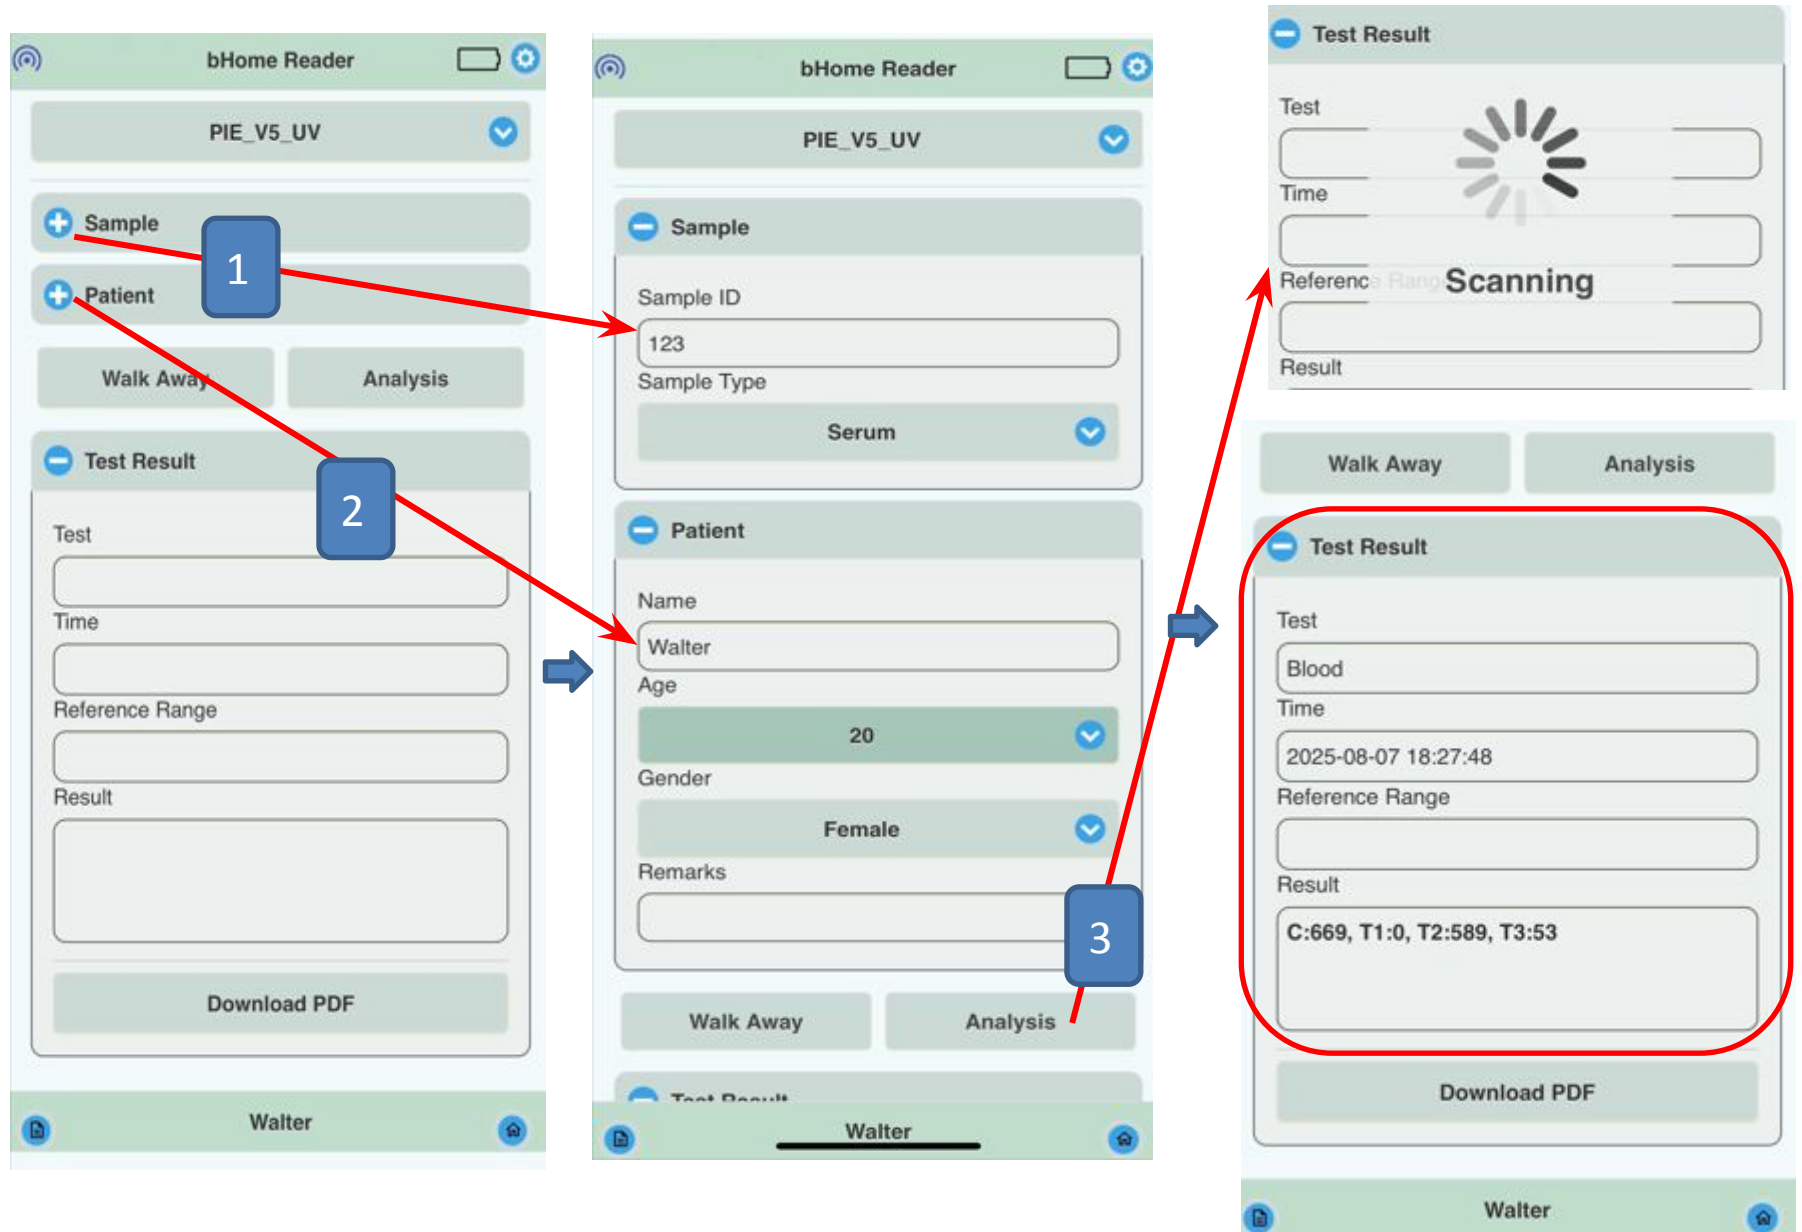 bHome Reader
PIE_V5_UV
Sample
Patient
Walk Away
Analysis
Test Result
Test
Time
Reference Range
Result
Download PDF
Walter
1
2
bHome Reader
PIE_V5_UV
Sample
Sample ID
123
Sample Type
Serum
Patient
Name
Walter
Age
20
Gender
Female
Remarks
3
Walk Away
Analysis
Test Result
Walter
Test Result
Test
Time
Reference Range
Scanning
Result
Walk Away
Analysis
Test Result
Test
Blood
Time
2025-08-07 18:27:48
Reference Range
Result
C:669, T1:0, T2:589, T3:53
Download PDF
Walter